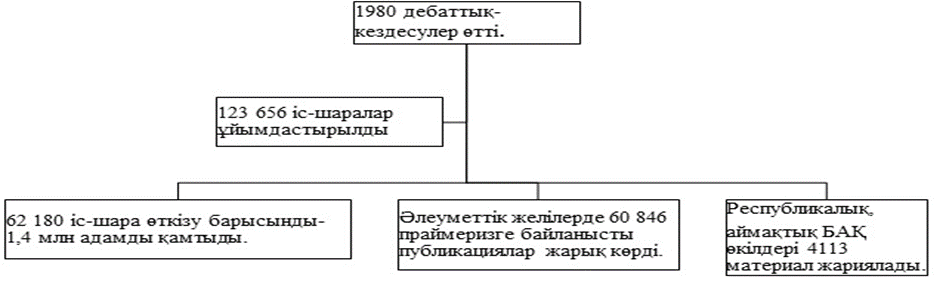 1980 дебаттық-
кездесулер өтті.
123 656 іс-шаралар
ұйымдастырылды
62 180 іс-шара өткізу барысынды-
1,4 млн адамды қамтыды.
Әлеуметтік желілерде 60 846
праймеризге байланысты
публикациялар жарық көрді.
Республикалық,
аймақтық БАҚ
өкілдері 4113
материал жариялады.